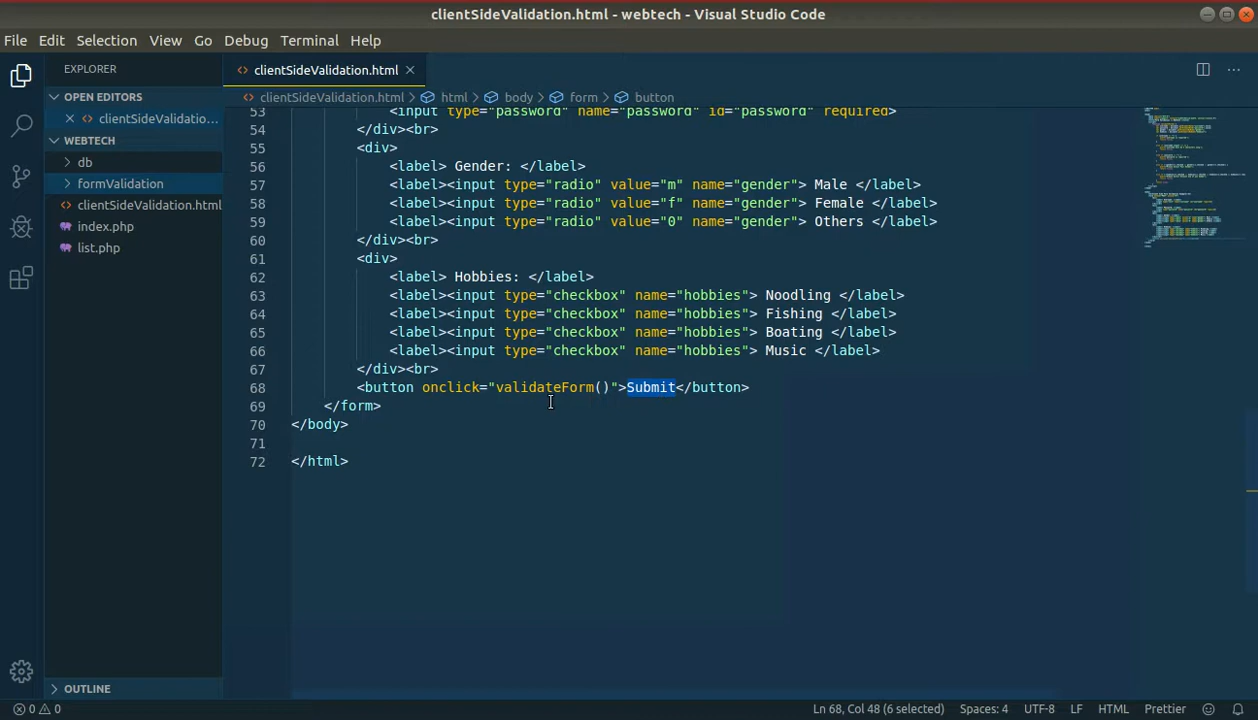 clientSideValidation.html - webtech - Visual Studio Code
File Edit Selection View Go Debug Terminal Help
EXPLORER
OPEN EDITORS
clientSideValidatio...
WEBTECH
db
formValidation
clientSideValidation.html
index.php
list.php
OUTLINE
clientSideValidation.html
clientSideValidation.html > html > body > form > button
53 <input type="password" name="password" id="password" required>
54 </div><br>
55 <div>
56 <label> Gender: </label>
57 <label><input type="radio" value="m" name="gender"> Male </label>
58 <label><input type="radio" value="f" name="gender"> Female </label>
59 <label><input type="radio" value="0" name="gender"> Others </label>
60 </div><br>
61 <div>
62 <label> Hobbies: </label>
63 <label><input type="checkbox" name="hobbies"> Noodling </label>
64 <label><input type="checkbox" name="hobbies"> Fishing </label>
65 <label><input type="checkbox" name="hobbies"> Boating </label>
66 <label><input type="checkbox" name="hobbies"> Music </label>
67 </div><br>
68 <button onclick="validateForm()">Submit</button>
69 </form>
70 </body>
71
72 </html>
0 0 Ln 68, Col 48 (6 selected) Spaces: 4 UTF-8 LF HTML Prettier